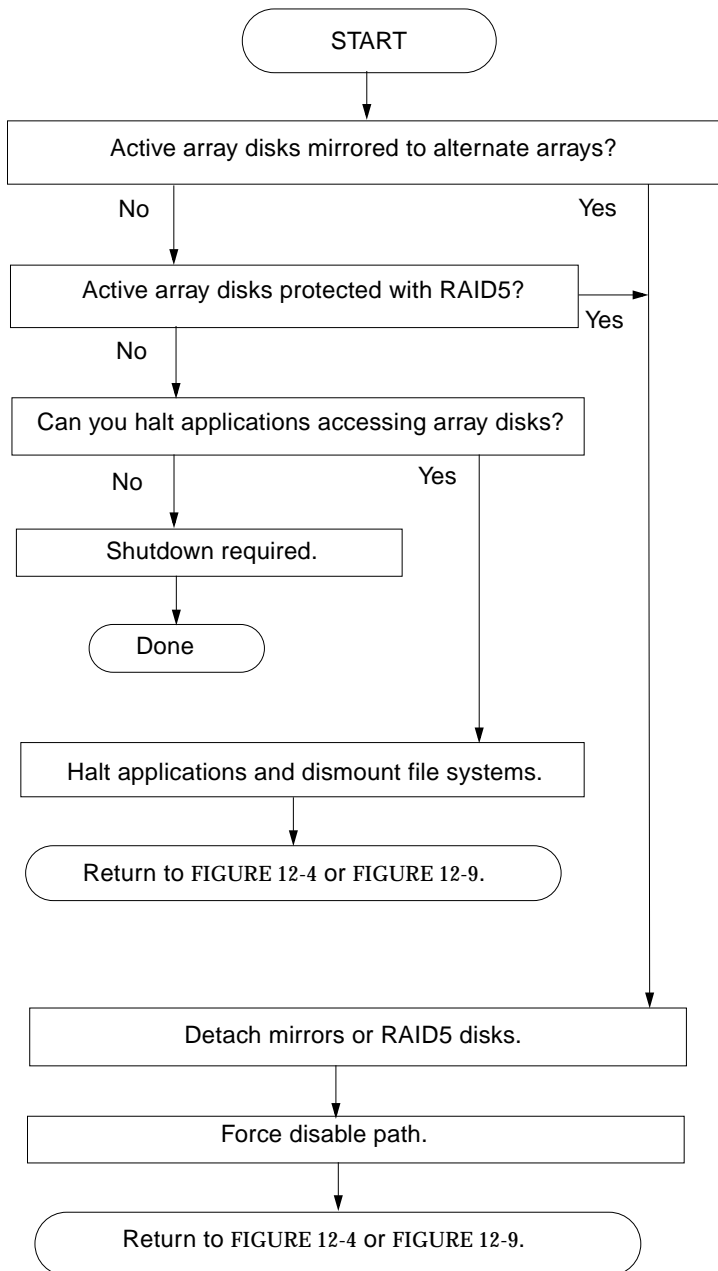 START
Active array disks mirrored to alternate arrays?
No
Yes
Active array disks protected with RAID5?
Yes
No
Can you halt applications accessing array disks?
No
Yes
Shutdown required.
Done
Halt applications and dismount file systems.
Return to FIGURE 12-4 or FIGURE 12-9.
Detach mirrors or RAID5 disks.
Force disable path.
Return to FIGURE 12-4 or FIGURE 12-9.